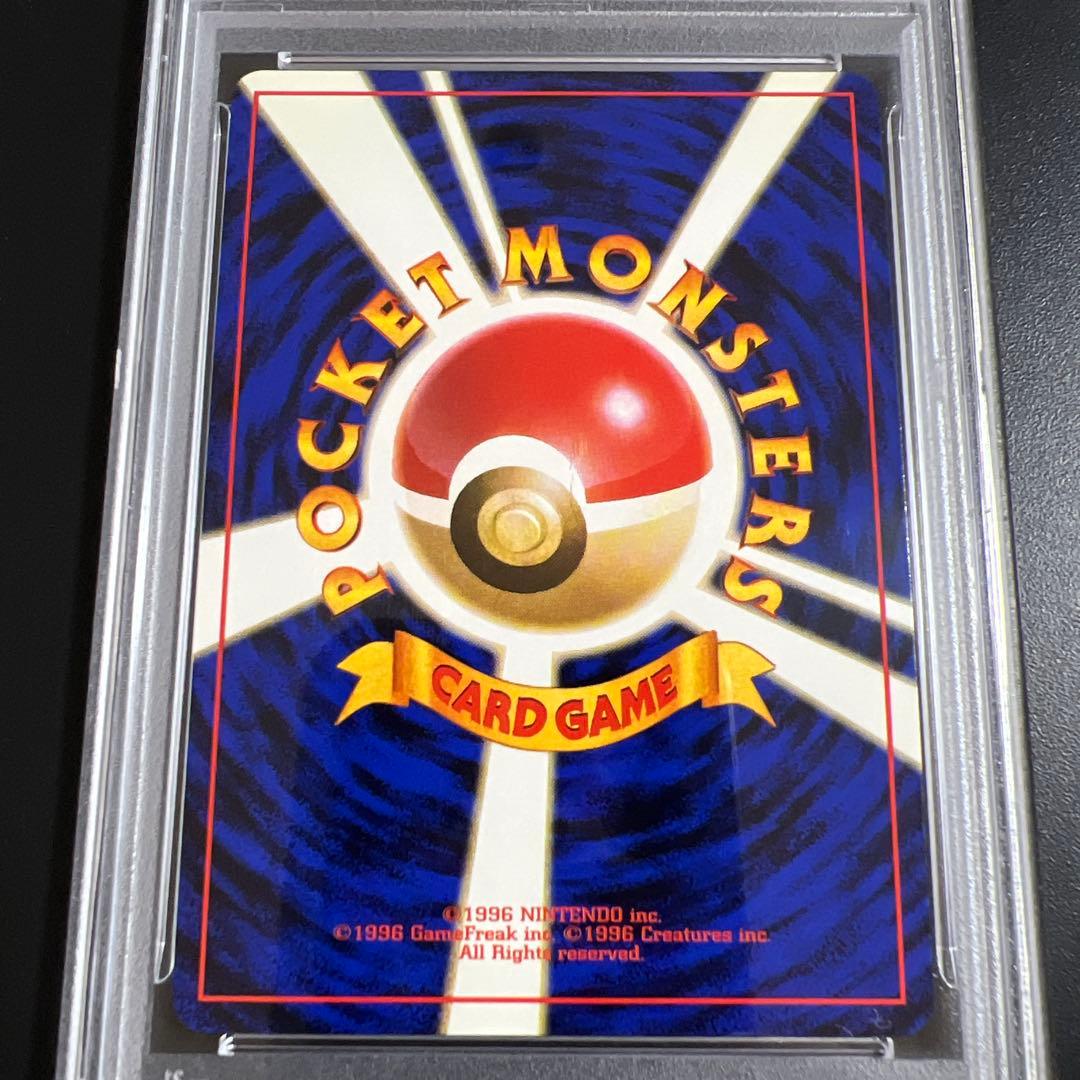 POCKET MONSTERS
CARD GAME
©1996 NINTENDO inc.
©1996 GameFreak inc. ©1996 Creatures inc.
All Rights reserved.